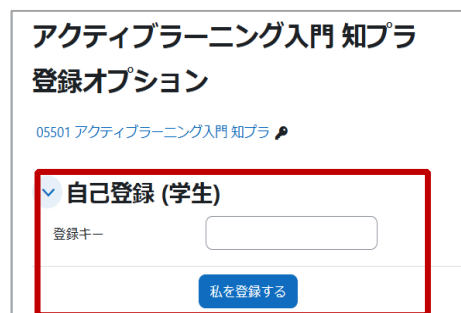 アクティブラーニング入門 知プラ
登録オプション
05501 アクティブラーニング入門 知プラ
自己登録 (学生)
登録キー
私を登録する